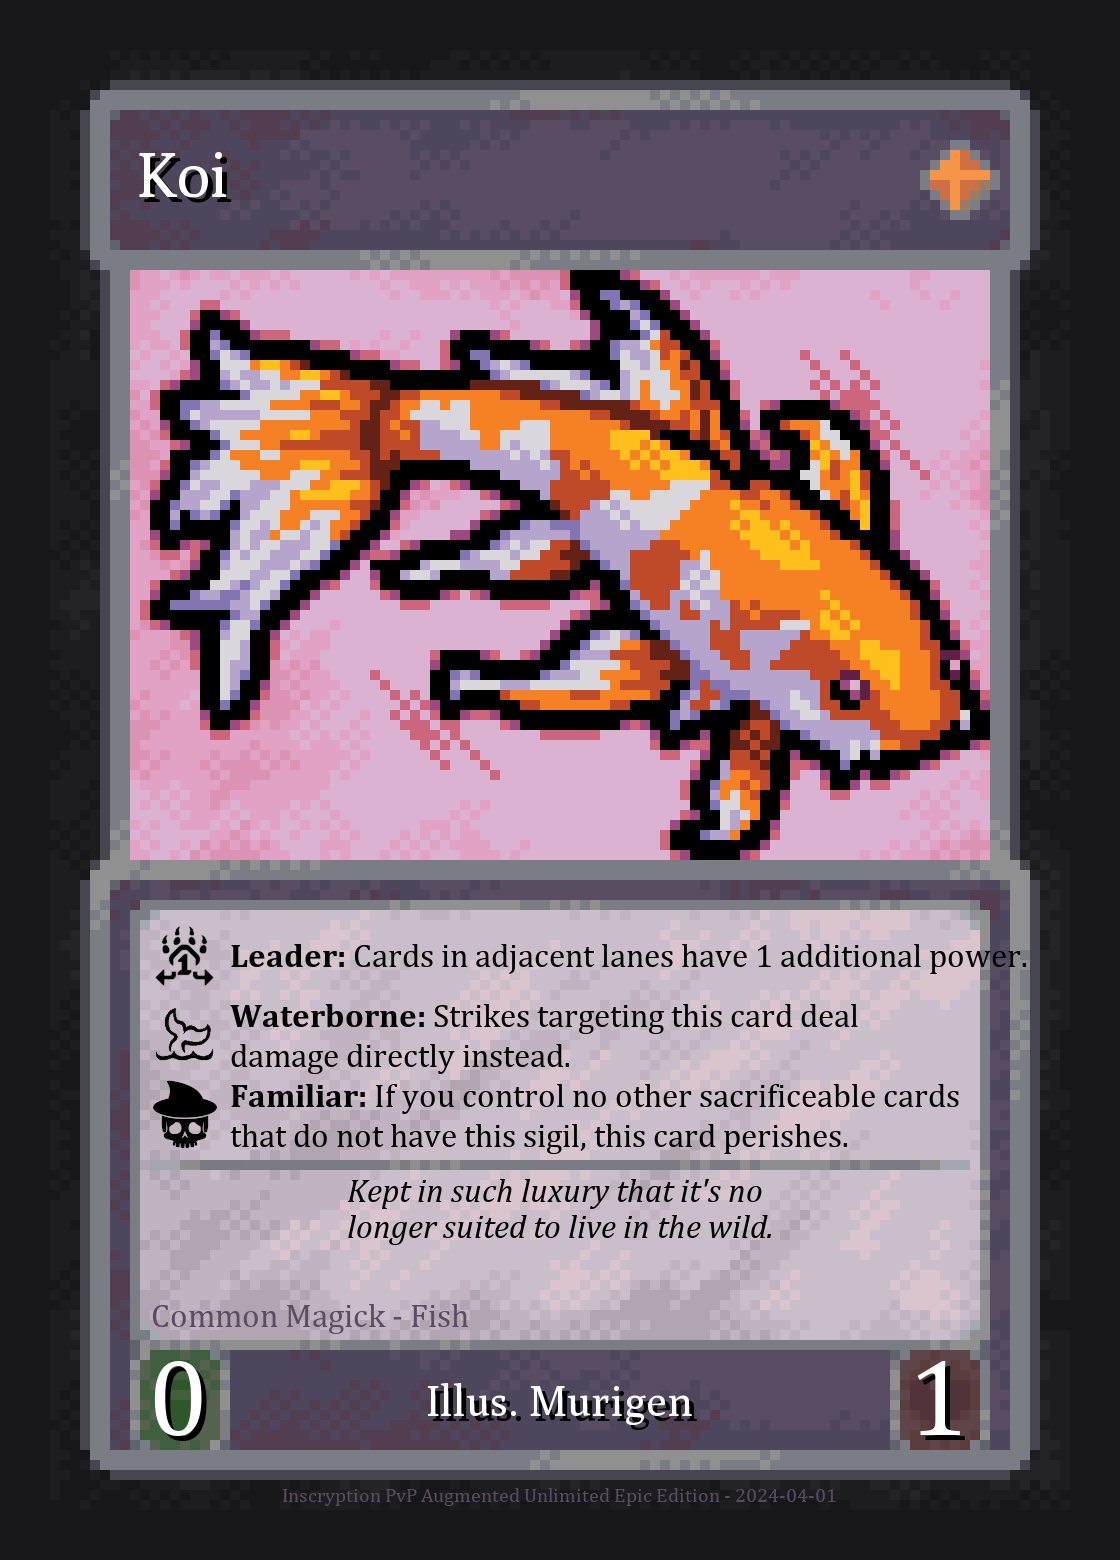 Koi
Leader: Cards in adjacent lanes have 1 additional power.
Waterborne: Strikes targeting this card deal
damage directly instead.
Familiar: If you control no other sacrificeable cards
that do not have this sigil, this card perishes.
Kept in such luxury that it's no
longer suited to live in the wild.
Common Magick - Fish
0 Illus. Murigen 1
Inscryption PvP Augmented Unlimited Epic Edition - 2024-04-01